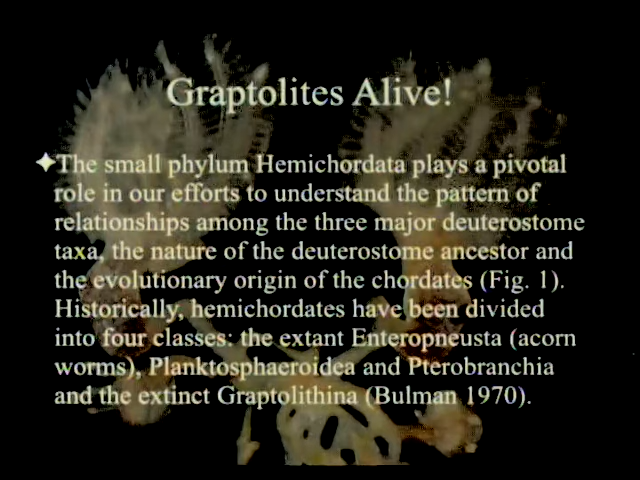 Graptolites Alive!
The small phylum Hemichordata plays a pivotal
role in our efforts to understand the pattern of
relationships among the three major deuterostome
taxa, the nature of the deuterostome ancestor and
the evolutionary origin of the chordates (Fig. 1).
Historically, hemichordates have been divided
into four classes: the extant Enteropneusta (acorn
worms), Planktosphaeroidea and Pterobranchia
and the extinct Graptolithina (Bulman 1970).